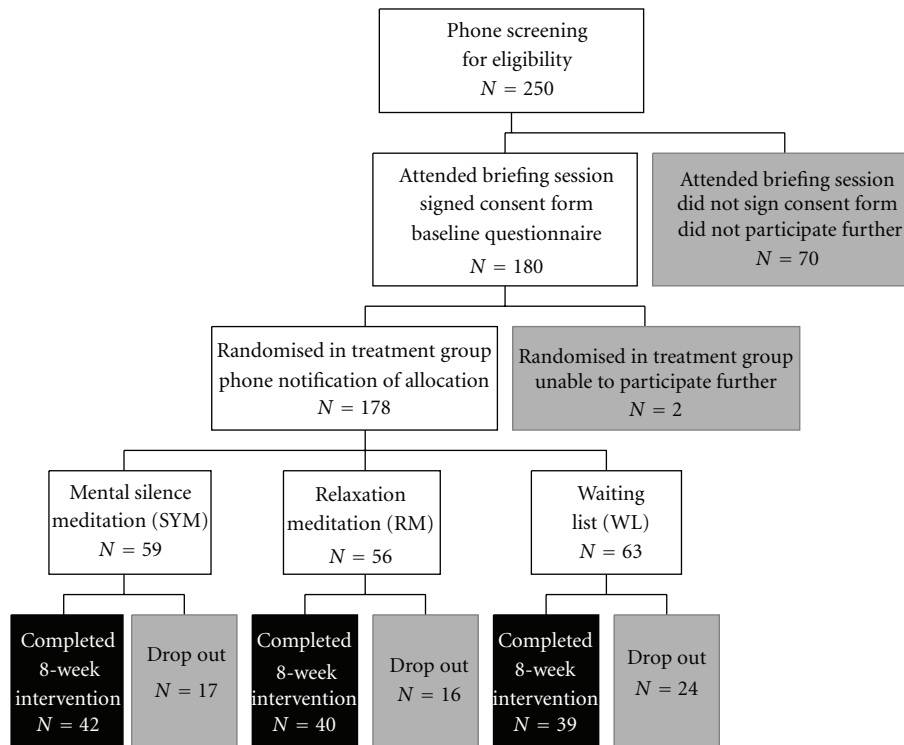 Phone screening
for eligibility
N = 250
Attended briefing session
signed consent form
baseline questionnaire
N = 180
Attended briefing session
did not sign consent form
did not participate further
N = 70
Randomised in treatment group
phone notification of allocation
N = 178
Randomised in treatment group
unable to participate further
N = 2
Mental silence
meditation (SYM)
N = 59
Relaxation
meditation (RM)
N = 56
Waiting
list (WL)
N = 63
Completed
8-week
intervention
N = 42
Drop out
N = 17
Completed
8-week
intervention
N = 40
Drop out
N = 16
Completed
8-week
intervention
N = 39
Drop out
N = 24